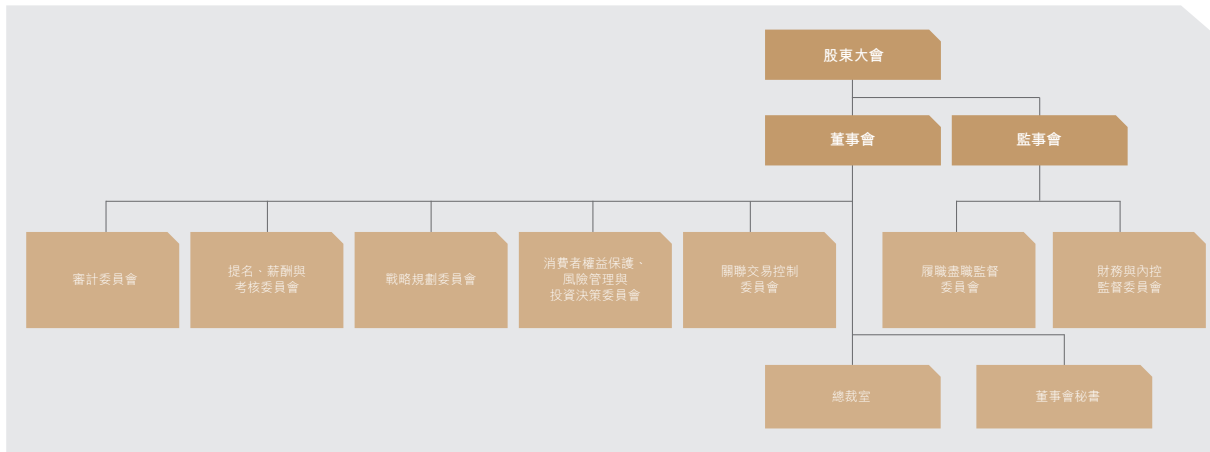 股東大會
董事會
監事會
審計委員會
提名、薪酬與
考核委員會
戰略規劃委員會
消費者權益保護、
風險管理與
投資決策委員會
關聯交易控制
委員會
履職盡職監督
委員會
財務與內控
監督委員會
總裁室
董事會秘書